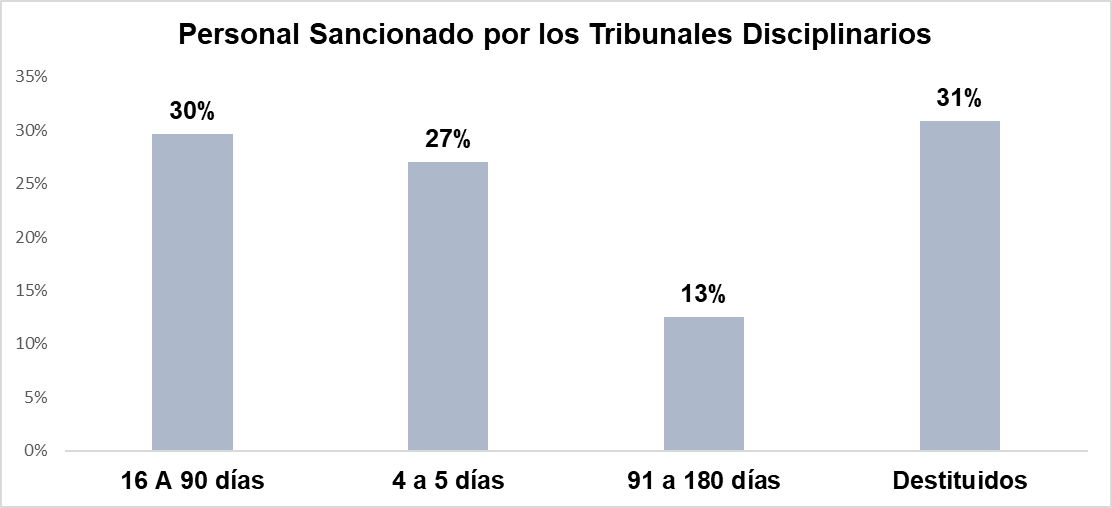 Personal Sancionado por los Tribunales Disciplinarios
35%
30%
25%
20%
15%
10%
5%
0%
30%
27%
13%
31%
16 A 90 días
4 a 5 días
91 a 180 días
Destituidos